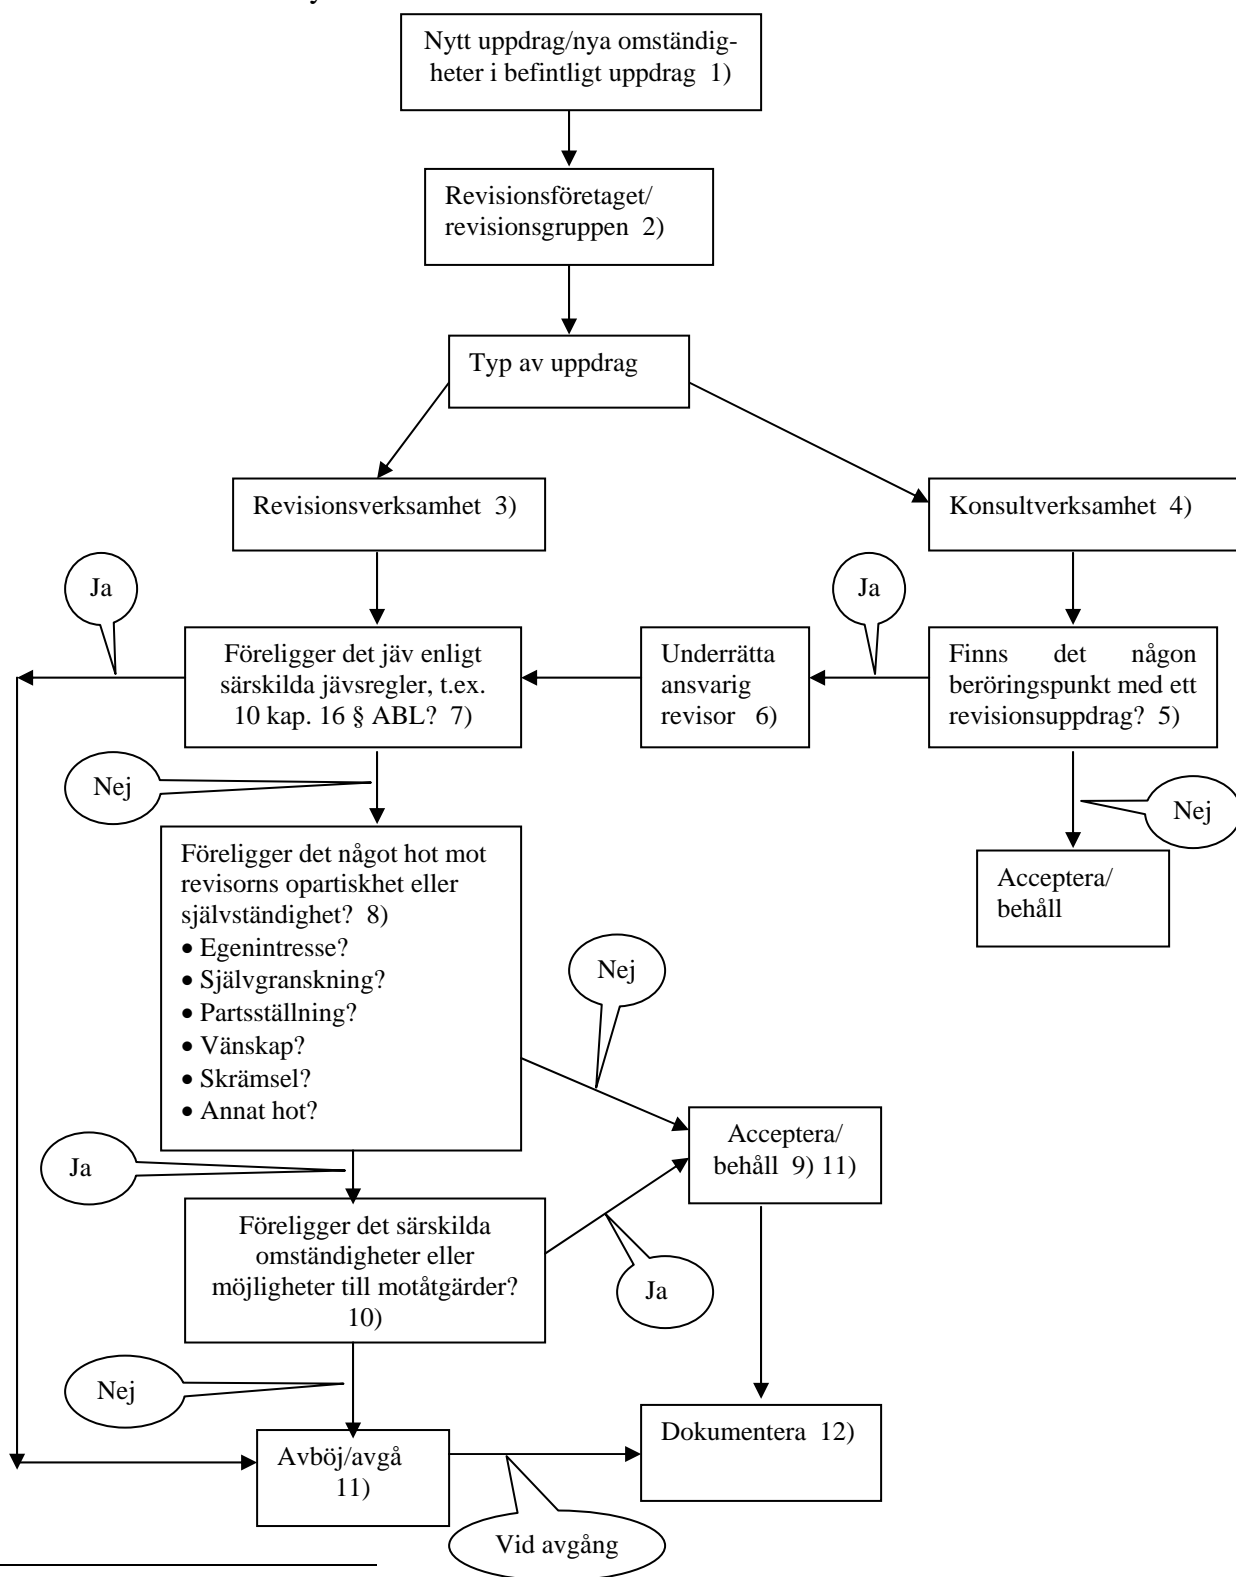 Nytt uppdrag/nya omständig-
heter i befintligt uppdrag 1)
Revisionsföretaget/
revisionsgruppen 2)
Typ av uppdrag
Revisionsverksamhet 3)
Konsultverksamhet 4)
Ja
Ja
Föreligger det jäv enligt
särskilda jävsregler, t.ex.
10 kap. 16 § ABL? 7)
Underrätta
ansvarig
revisor 6)
Finns det någon
beröringspunkt med ett
revisionsuppdrag? 5)
Nej
Nej
Föreligger det något hot mot
revisorns opartiskhet eller
självständighet? 8)
• Egenintresse?
• Självgranskning?
• Partsställning?
• Vänskap?
• Skrämsel?
• Annat hot?
Acceptera/
behåll
Nej
Ja
Acceptera/
behåll 9) 11)
Föreligger det särskilda
omständigheter eller
möjligheter till motåtgärder?
10)
Ja
Nej
Avböj/avgå
11)
Dokumentera 12)
Vid avgång